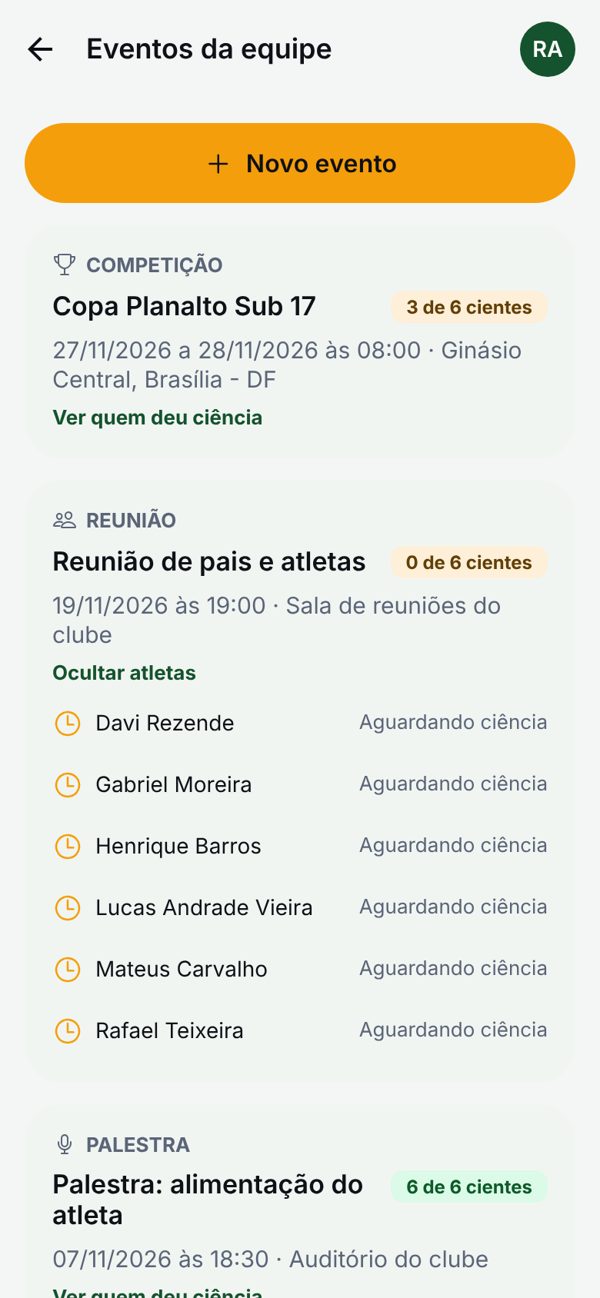 Eventos da equipe
RA
Novo evento
COMPETIÇÃO
Copa Planalto Sub 17
3 de 6 cientes
27/11/2026 a 28/11/2026 às 08:00 · Ginásio
Central, Brasília - DF
Ver quem deu ciência
REUNIÃO
Reunião de pais e atletas
0 de 6 cientes
19/11/2026 às 19:00 · Sala de reuniões do
clube
Ocultar atletas
Davi Rezende
Aguardando ciência
Gabriel Moreira
Aguardando ciência
Henrique Barros
Aguardando ciência
Lucas Andrade Vieira
Aguardando ciência
Mateus Carvalho
Aguardando ciência
Rafael Teixeira
Aguardando ciência
PALESTRA
Palestra: alimentação do
atleta
6 de 6 cientes
07/11/2026 às 18:30 · Auditório do clube
Ver quem deu ciência